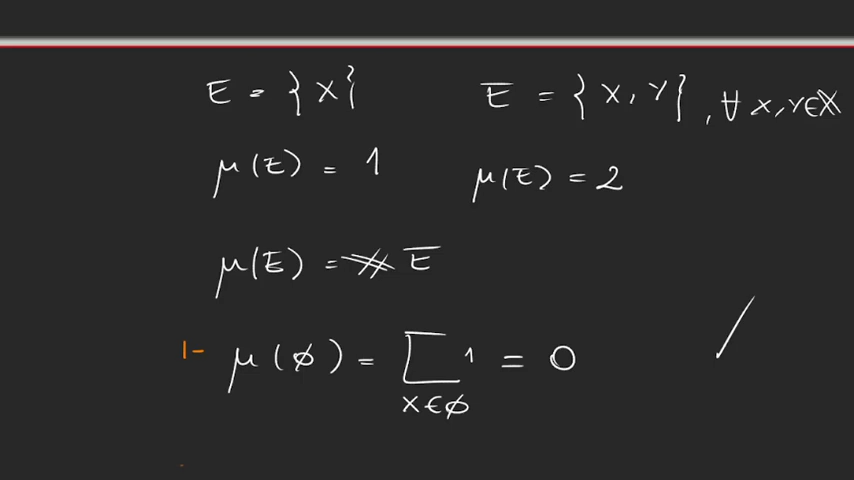 E = {X} E = {X, Y}, ∀ x, y ∈ 𝕏
μ(E) = 1 μ(E) = 2
μ(E) = # E
1- μ(∅) = ∑ 1 = 0
x∈∅